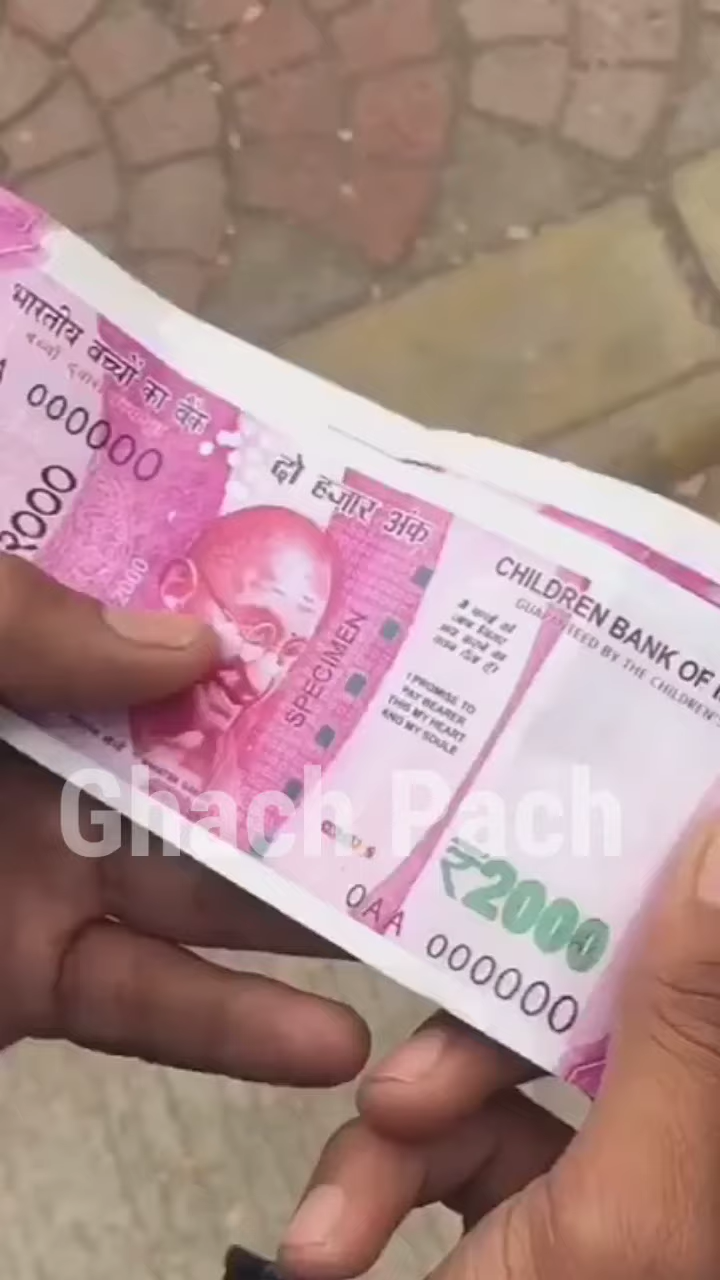 भारतीय बच्चों का बैंक
000000
2000
2000
दो हज़ार अंक
SPECIMEN
CHILDREN BANK OF
GUARANTEED BY THE CHILDREN'S
I PROMISE TO
PAY BEARER
THIS MY HEART
AND MY SOULE
Ghach Pach
₹2000
0AA 000000